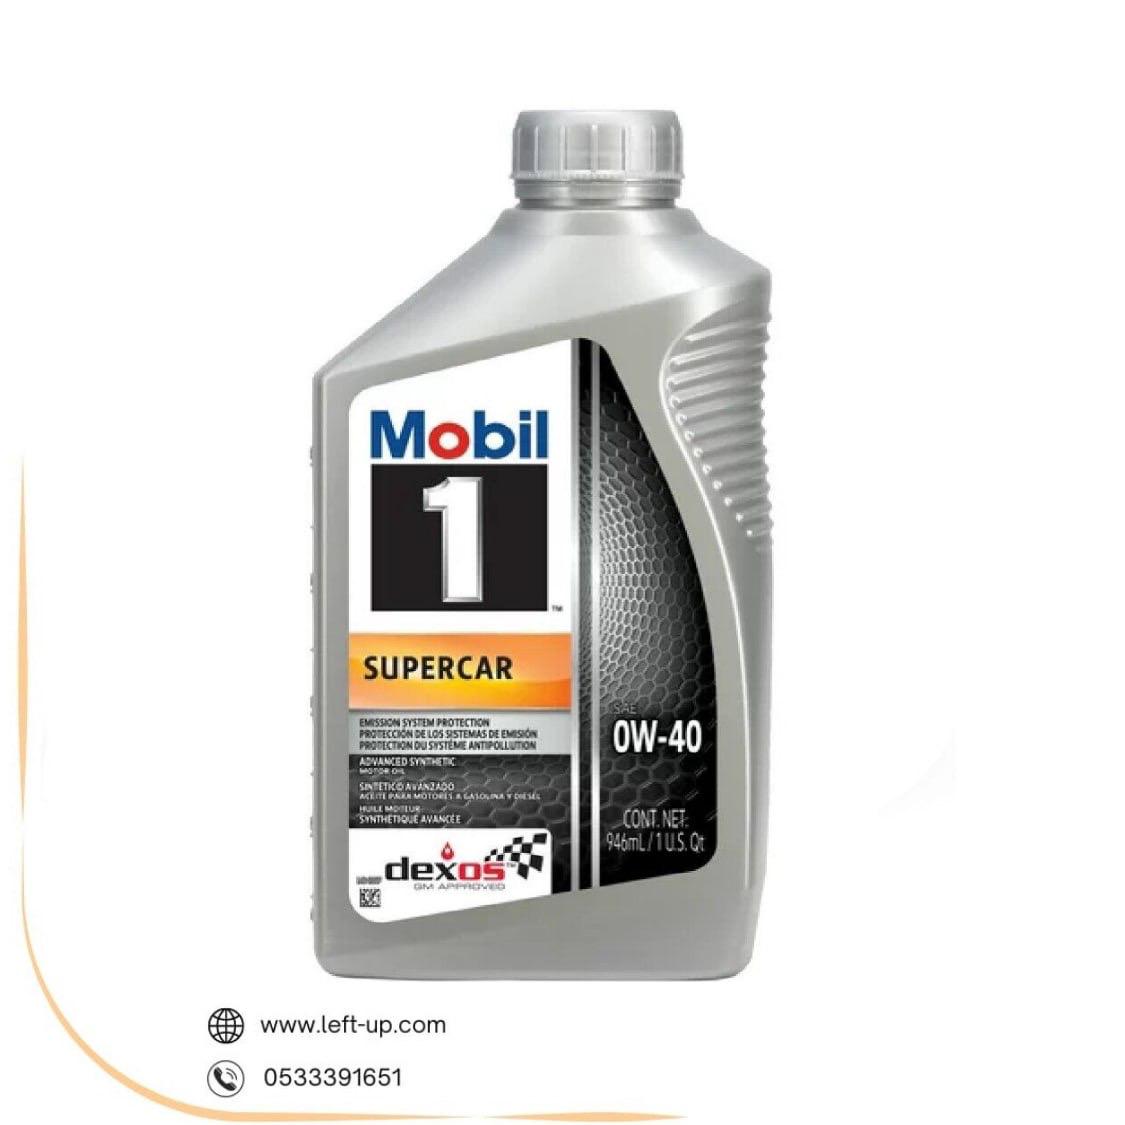 Mobil
1
™
SUPERCAR
EMISSION SYSTEM PROTECTION
PROTECCIÓN DE LOS SISTEMAS DE EMISIÓN
PROTECTION DU SYSTÈME ANTIPOLLUTION
ADVANCED SYNTHETIC
MOTOR OIL
SINTÉTICO AVANZADO
ACEITE PARA MOTORES A GASOLINA Y DIESEL
HUILE MOTEUR
SYNTHÉTIQUE AVANCÉE
dexos™
GM APPROVED
SAE
0W-40
CONT. NET:
946mL / 1 U.S. Qt
www.left-up.com
0533391651